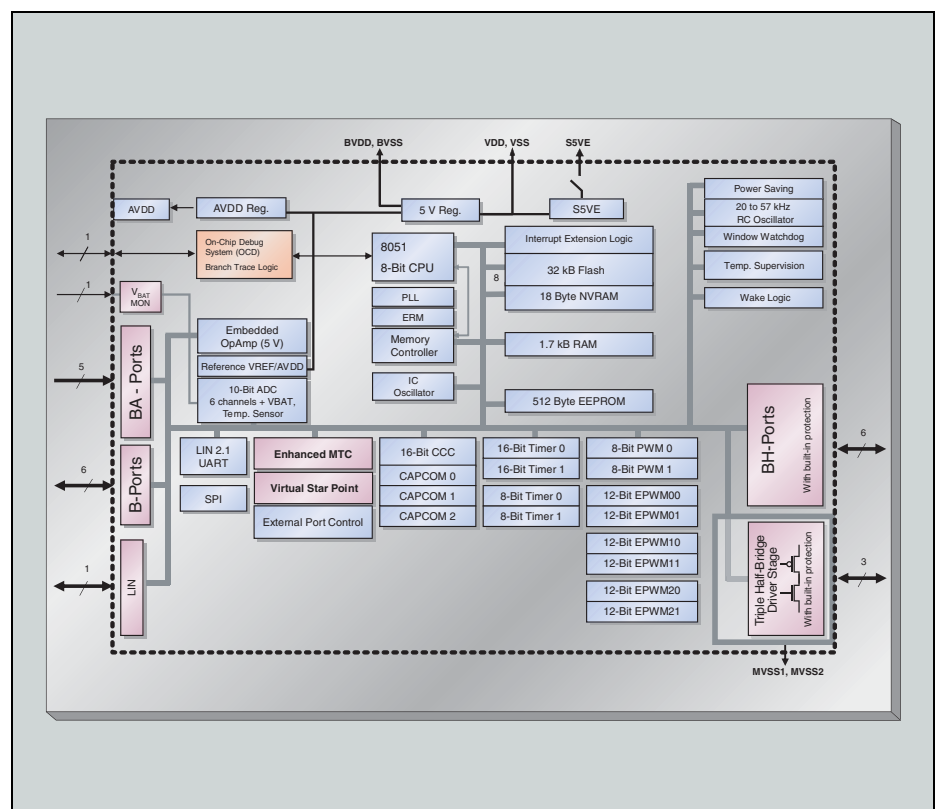 BVDD, BVSS
VDD, VSS
S5VE
AVDD
AVDD Reg.
5 V Reg.
S5VE
Power Saving
20 to 57 kHz
RC Oscillator
Window Watchdog
Temp. Supervision
Wake Logic
1
On-Chip Debug
System (OCD)
Branch Trace Logic
8051
8-Bit CPU
PLL
ERM
Memory
Controller
IC
Oscillator
8
Interrupt Extension Logic
32 kB Flash
18 Byte NVRAM
1.7 kB RAM
512 Byte EEPROM
1
VBAT
MON
Embedded
OpAmp (5 V)
Reference VREF/AVDD
10-Bit ADC
6 channels + VBAT,
Temp. Sensor
5
BA - Ports
6
B-Ports
1
LIN
LIN 2.1
UART
SPI
Enhanced MTC
Virtual Star Point
External Port Control
16-Bit CCC
CAPCOM 0
CAPCOM 1
CAPCOM 2
16-Bit Timer 0
16-Bit Timer 1
8-Bit Timer 0
8-Bit Timer 1
8-Bit PWM 0
8-Bit PWM 1
12-Bit EPWM00
12-Bit EPWM01
12-Bit EPWM10
12-Bit EPWM11
12-Bit EPWM20
12-Bit EPWM21
BH-Ports
With built-in protection
6
Triple Half-Bridge
Driver Stage
With built-in protection
3
MVSS1, MVSS2